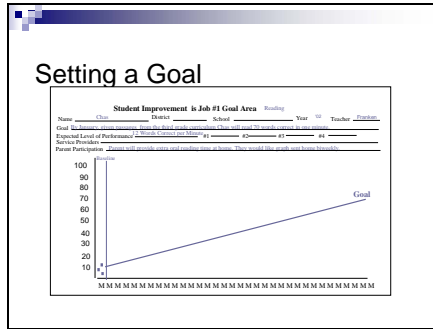 Setting a Goal
Student Improvement is Job #1 Goal Area Reading
Name Chas District School Year Teacher
Goal By January, given passages from the third grade curriculum Chas will read 70 words correct in one minute.
Expected Level of Performance 12 Words Correct per Minute #1 #2 #3 #4
Service Providers
Parent Participation Parent will provide extra oral reading time at home. They would like graph sent home biweekly.
Baseline
100
90
80
70
Goal
60
50
40
30
20
10
M M M M M M M M M M M M M M M M M M M M M M M M M M M M M M M M M M